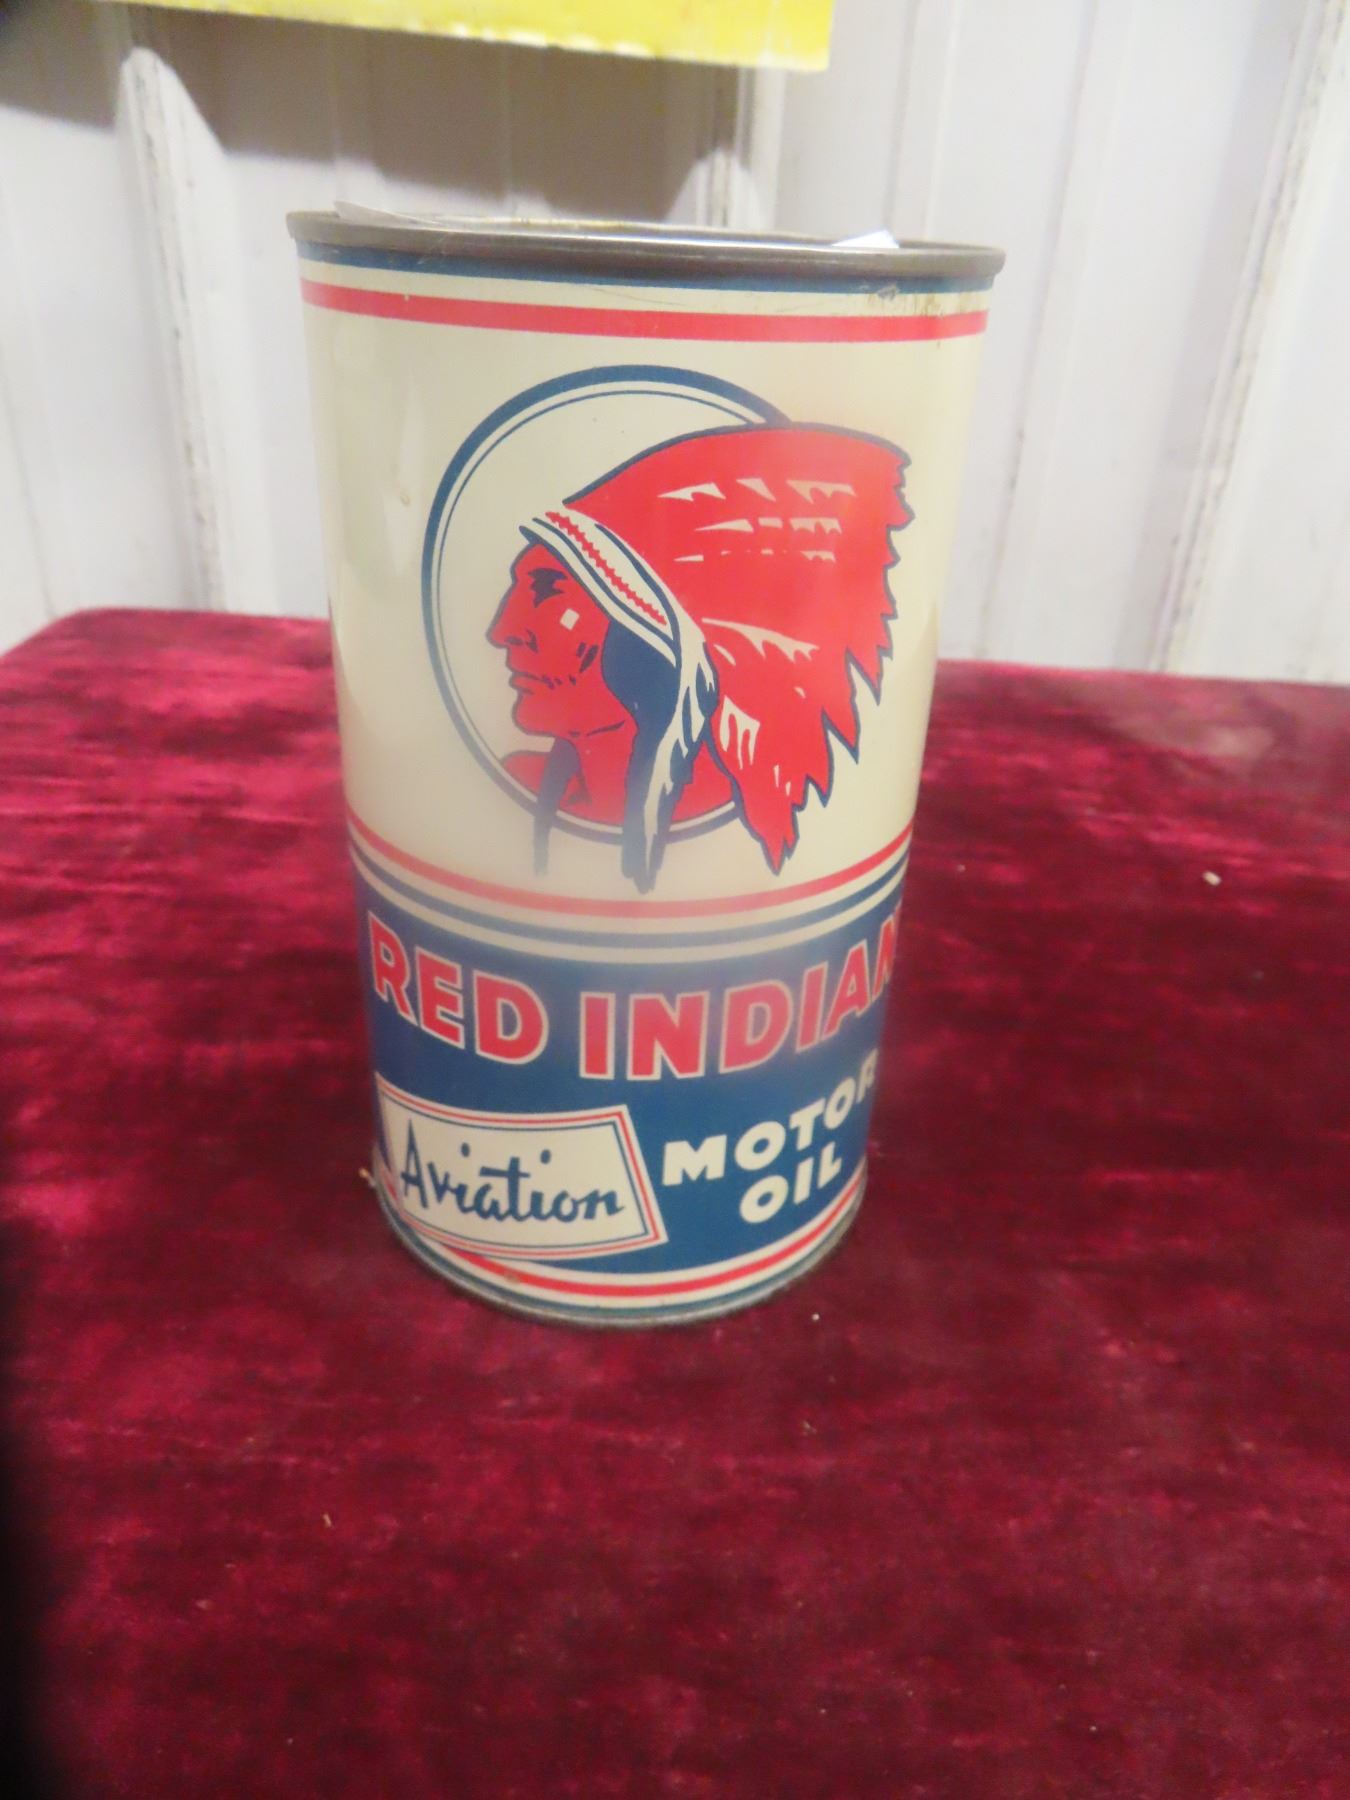 RED INDIAN
Aviation
MOTOR
OIL